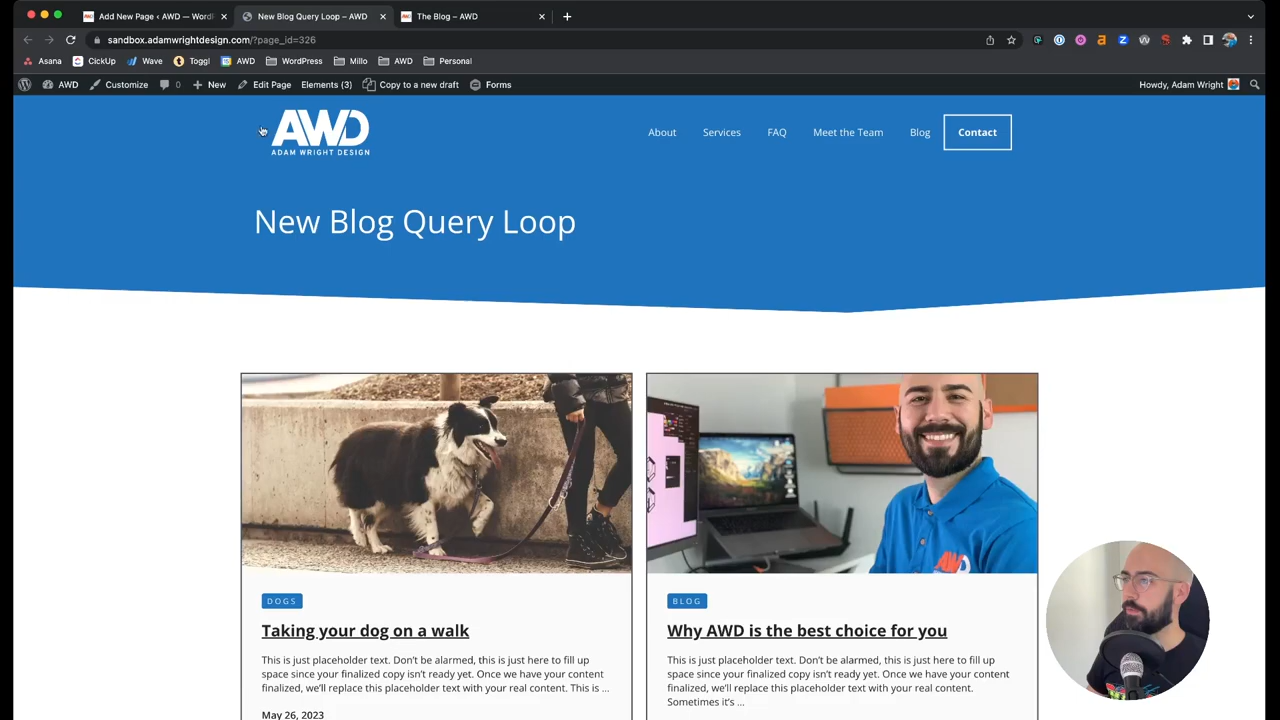 Add New Page ‹ AWD — WordP
New Blog Query Loop – AWD
The Blog – AWD
sandbox.adamwrightdesign.com/?page_id=326
Asana ClickUp Wave Toggl AWD WordPress Millo AWD Personal
AWD Customize 0 New Edit Page Elements (3) Copy to a new draft Forms Howdy, Adam Wright
AWD
ADAM WRIGHT DESIGN
About Services FAQ Meet the Team Blog Contact
New Blog Query Loop
DOGS
Taking your dog on a walk
This is just placeholder text. Don't be alarmed, this is just here to fill up
space since your finalized copy isn't ready yet. Once we have your content
finalized, we'll replace this placeholder text with your real content. This is ...
May 26, 2023
BLOG
Why AWD is the best choice for you
This is just placeholder text. Don't be alarmed, this is just here to fill up
space since your finalized copy isn't ready yet. Once we have your content
finalized, we'll replace this placeholder text with your real content.
Sometimes it's ...